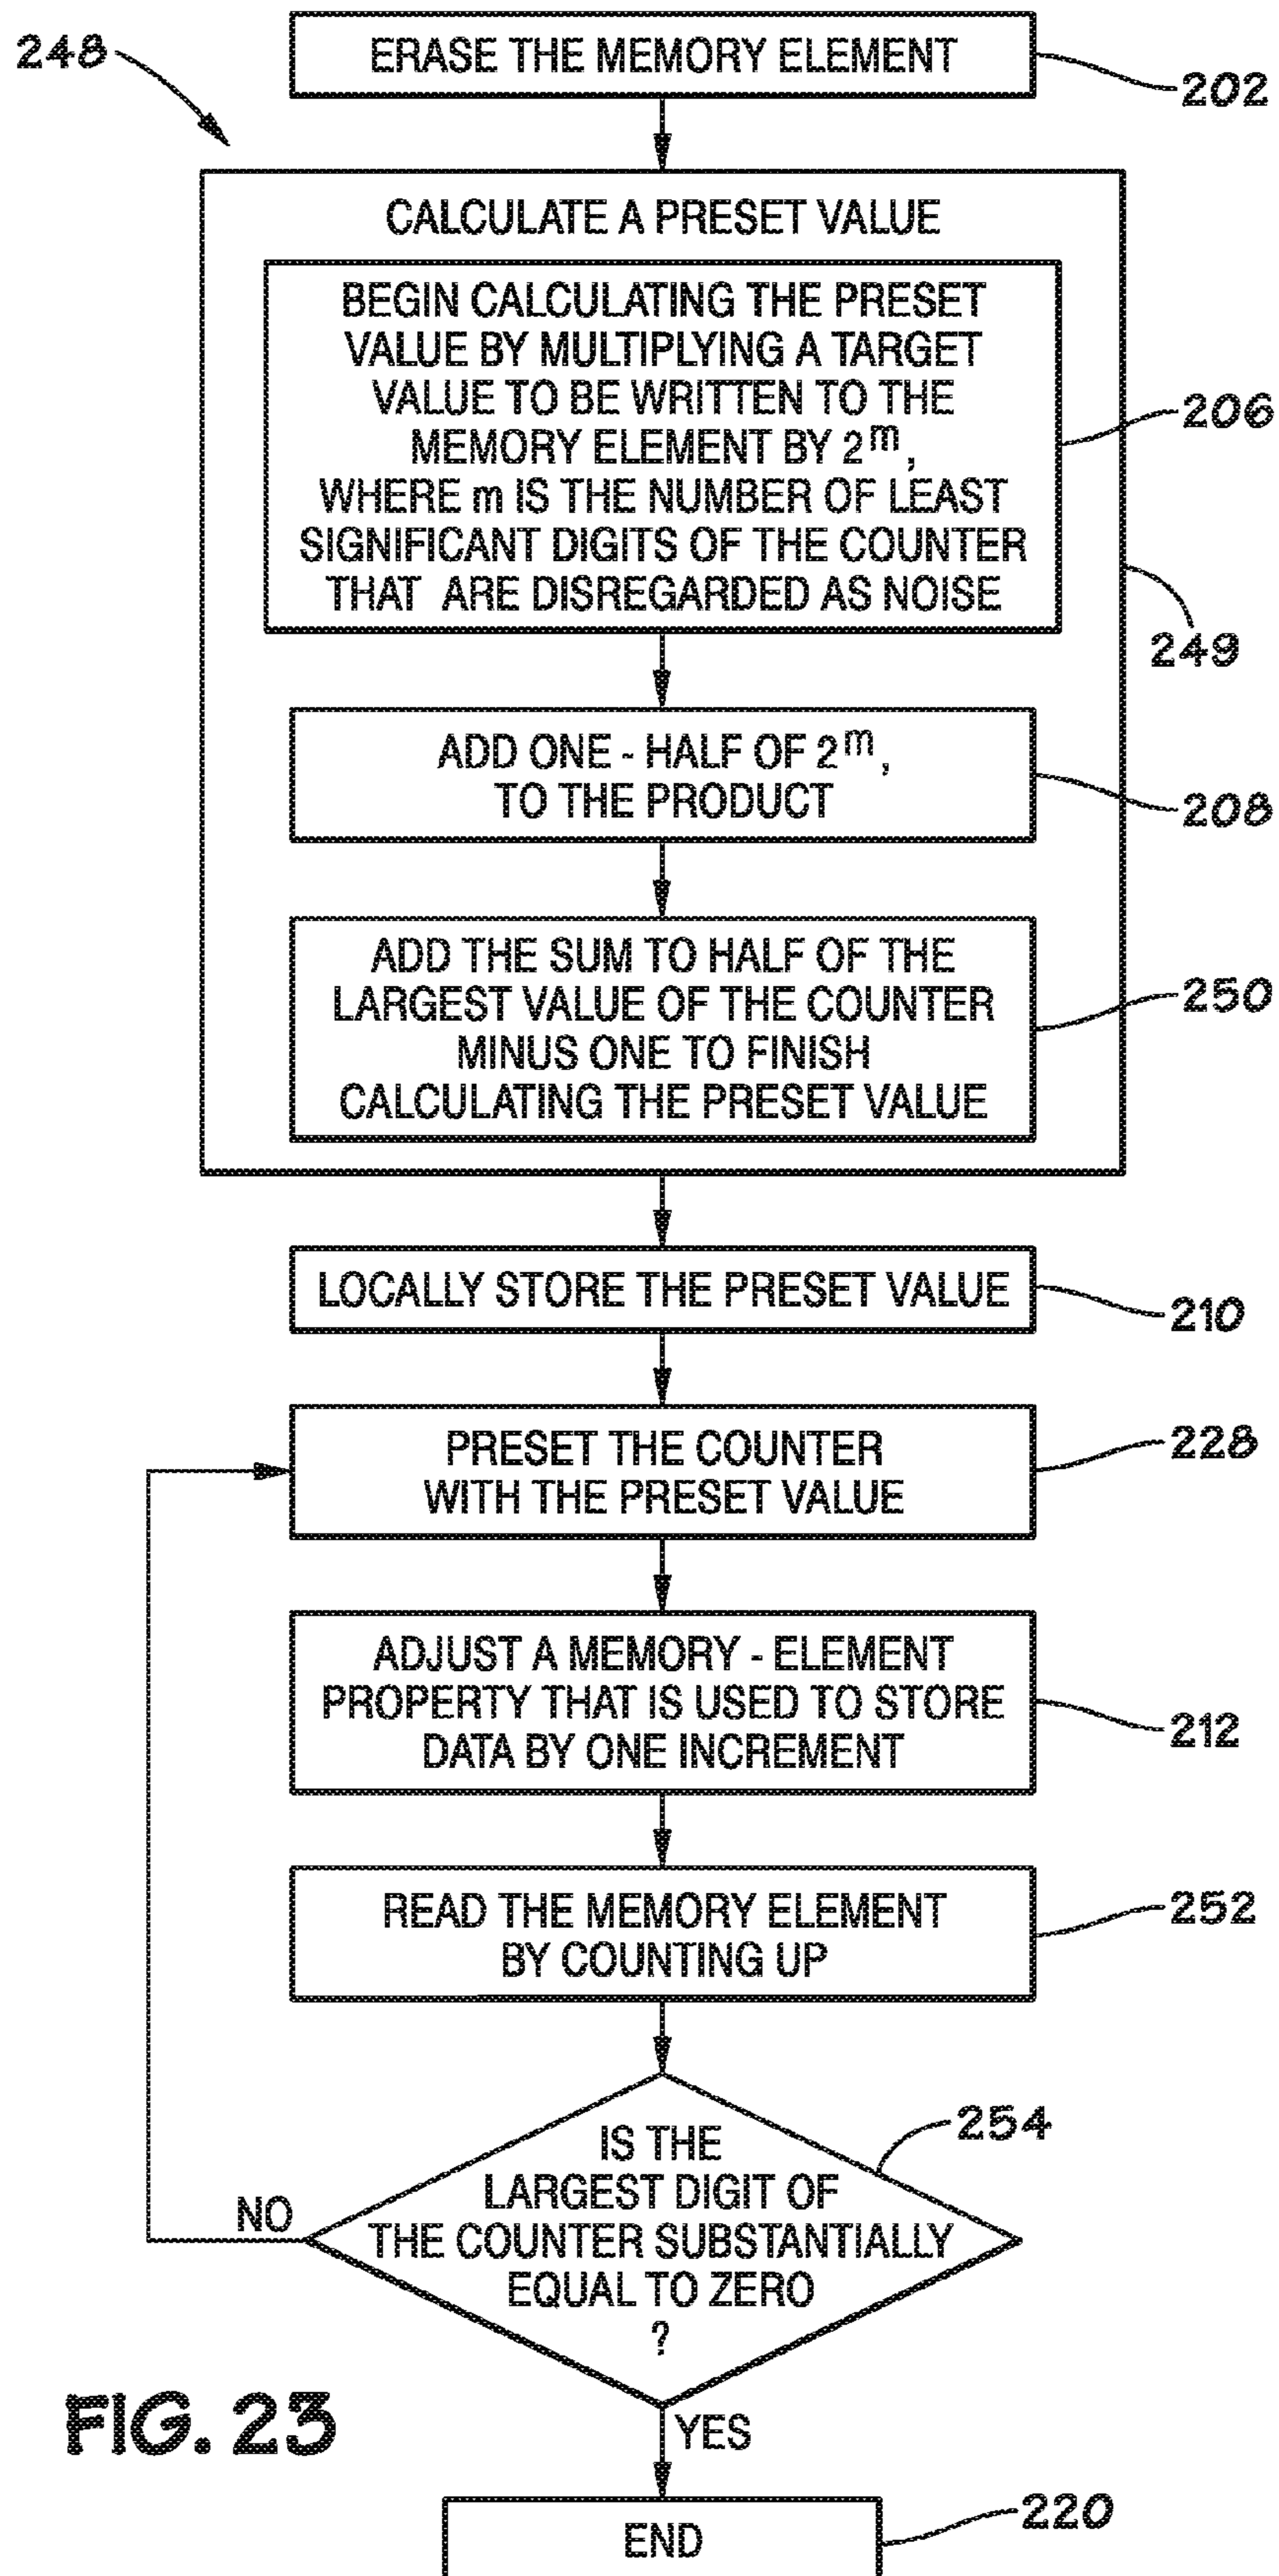 248
ERASE THE MEMORY ELEMENT
202
CALCULATE A PRESET VALUE
BEGIN CALCULATING THE PRESET
VALUE BY MULTIPLYING A TARGET
VALUE TO BE WRITTEN TO THE
MEMORY ELEMENT BY 2^m,
WHERE m IS THE NUMBER OF LEAST
SIGNIFICANT DIGITS OF THE COUNTER
THAT ARE DISREGARDED AS NOISE
206
249
ADD ONE - HALF OF 2^m,
TO THE PRODUCT
208
ADD THE SUM TO HALF OF THE
LARGEST VALUE OF THE COUNTER
MINUS ONE TO FINISH
CALCULATING THE PRESET VALUE
250
LOCALLY STORE THE PRESET VALUE
210
PRESET THE COUNTER
WITH THE PRESET VALUE
228
ADJUST A MEMORY - ELEMENT
PROPERTY THAT IS USED TO STORE
DATA BY ONE INCREMENT
212
READ THE MEMORY ELEMENT
BY COUNTING UP
252
IS THE
LARGEST DIGIT OF
THE COUNTER SUBSTANTIALLY
EQUAL TO ZERO
?
254
NO
YES
FIG. 23
END
220